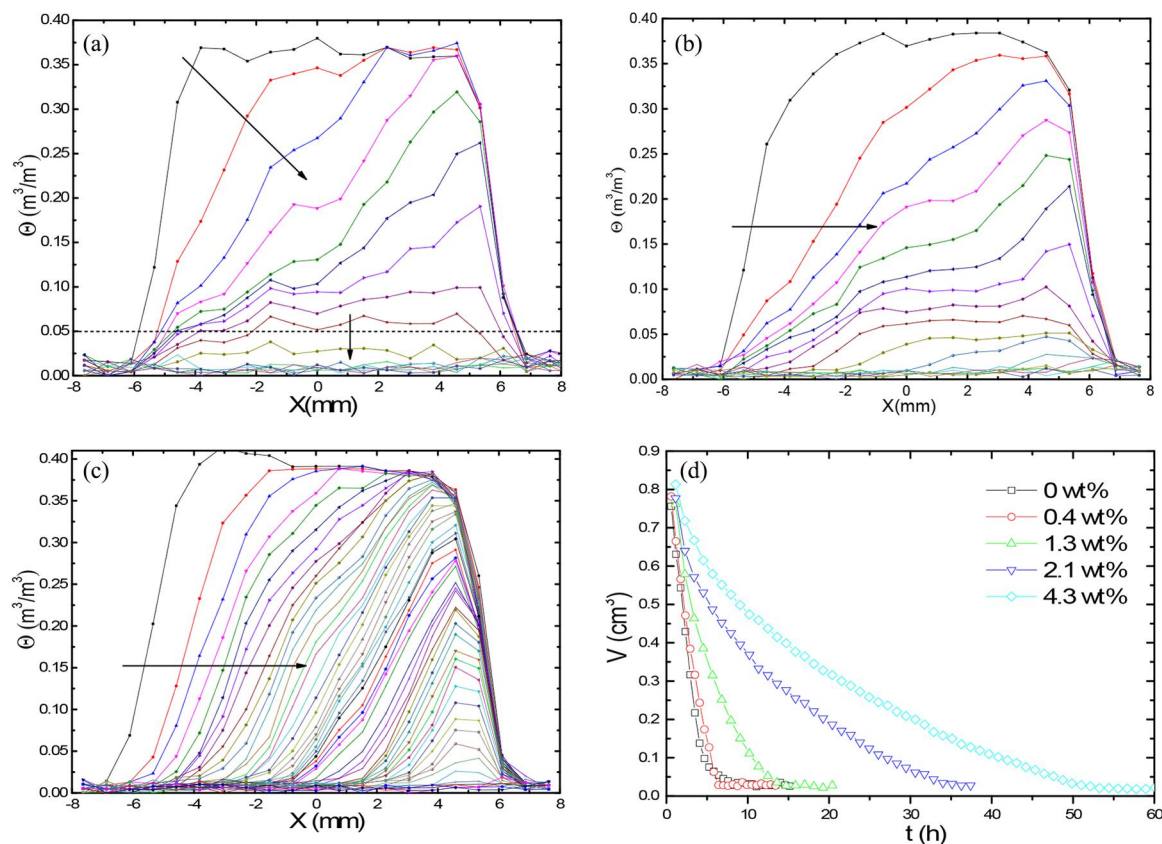 (a)
0.40
0.35
0.30
0.25
0.20
0.15
0.10
0.05
0.00
Θ (m³/m³)
-8 -6 -4 -2 0 2 4 6 8
X(mm)
(b)
0.40
0.35
0.30
0.25
0.20
0.15
0.10
0.05
0.00
Θ (m³/m³)
-8 -6 -4 -2 0 2 4 6 8
X(mm)
(c)
0.40
0.35
0.30
0.25
0.20
0.15
0.10
0.05
0.00
Θ (m³/m³)
-8 -6 -4 -2 0 2 4 6 8
X (mm)
(d)
0.9
0.8
0.7
0.6
0.5
0.4
0.3
0.2
0.1
0.0
V (cm³)
0 wt%
0.4 wt%
1.3 wt%
2.1 wt%
4.3 wt%
0 10 20 30 40 50 60
t (h)